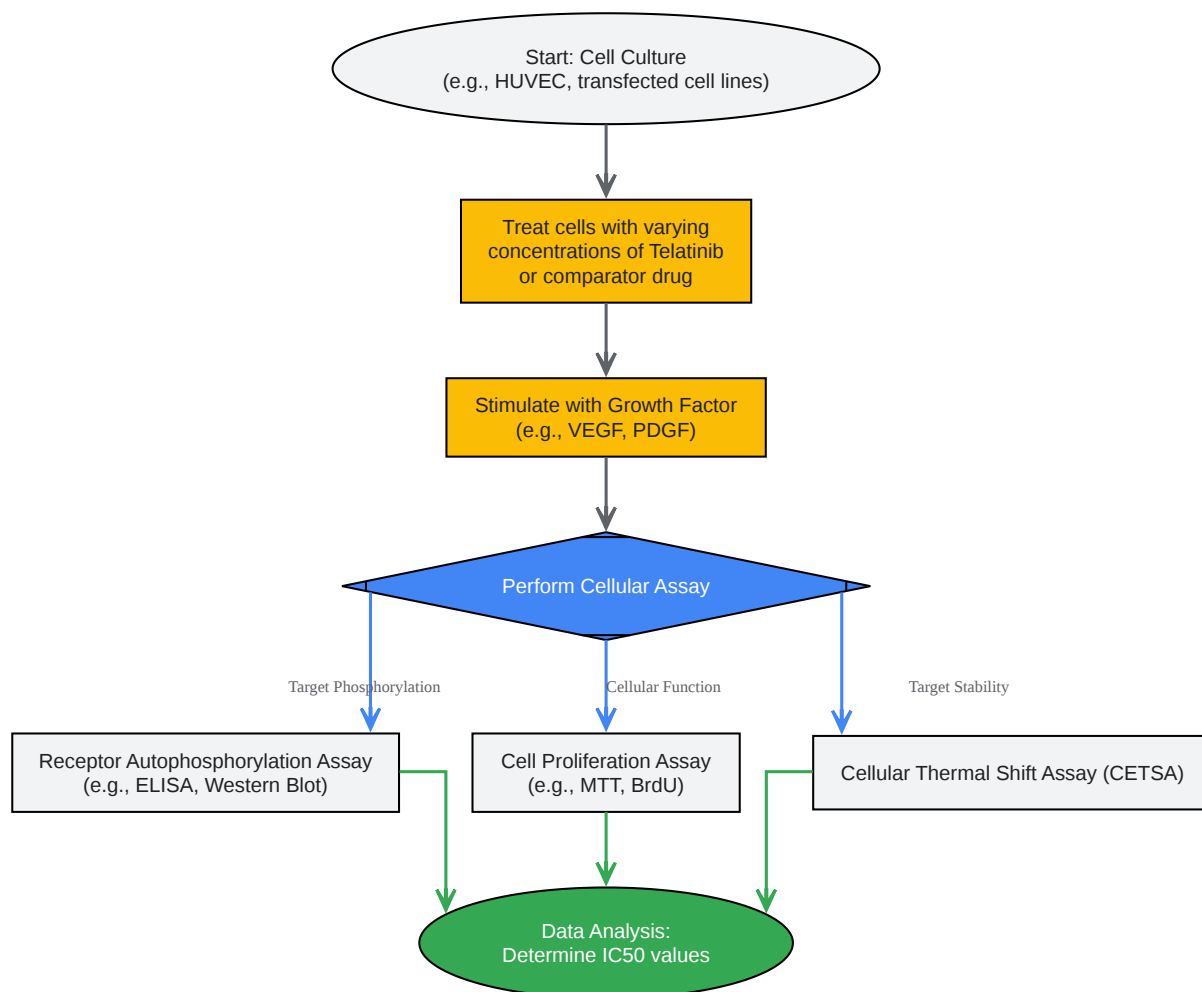 Start: Cell Culture
(e.g., HUVEC, transfected cell lines)
Treat cells with varying
concentrations of Telatinib
or comparator drug
Stimulate with Growth Factor
(e.g., VEGF, PDGF)
Perform Cellular Assay
Target Phosphorylation
Cellular Function
Target Stability
Receptor Autophosphorylation Assay
(e.g., ELISA, Western Blot)
Cell Proliferation Assay
(e.g., MTT, BrdU)
Cellular Thermal Shift Assay (CETSA)
Data Analysis:
Determine IC50 values